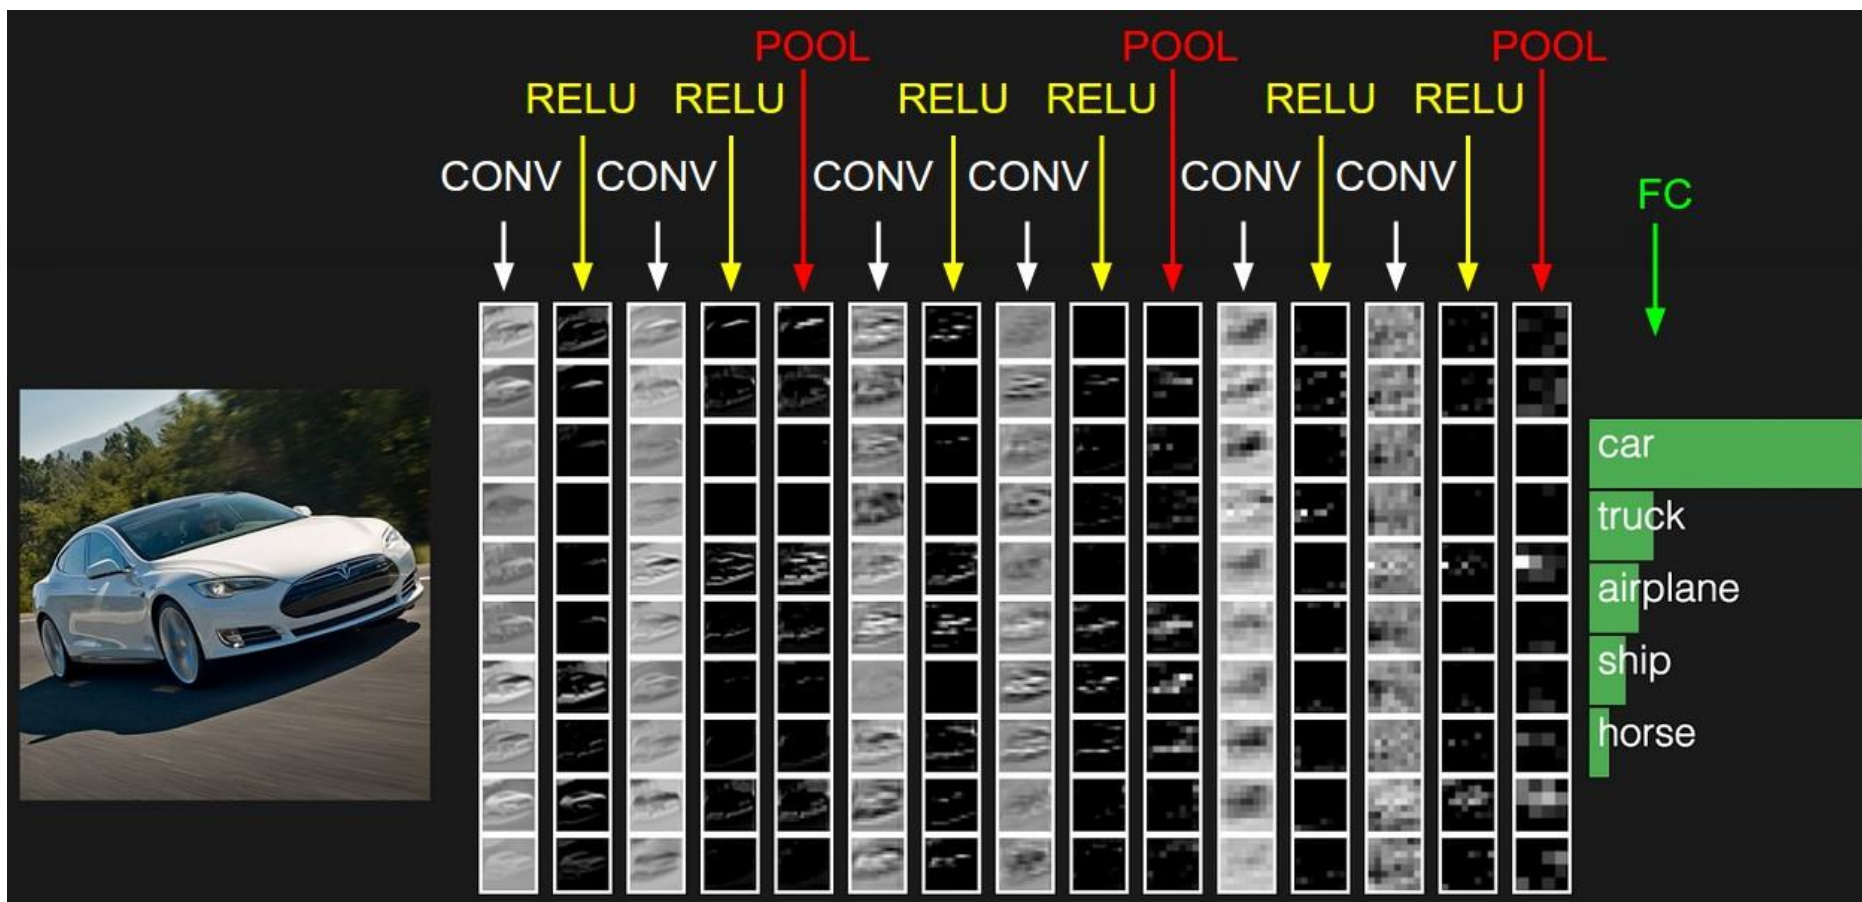 POOL POOL POOL
RELU RELU RELU RELU RELU RELU
CONV CONV CONV CONV CONV CONV
FC
car
truck
airplane
ship
horse